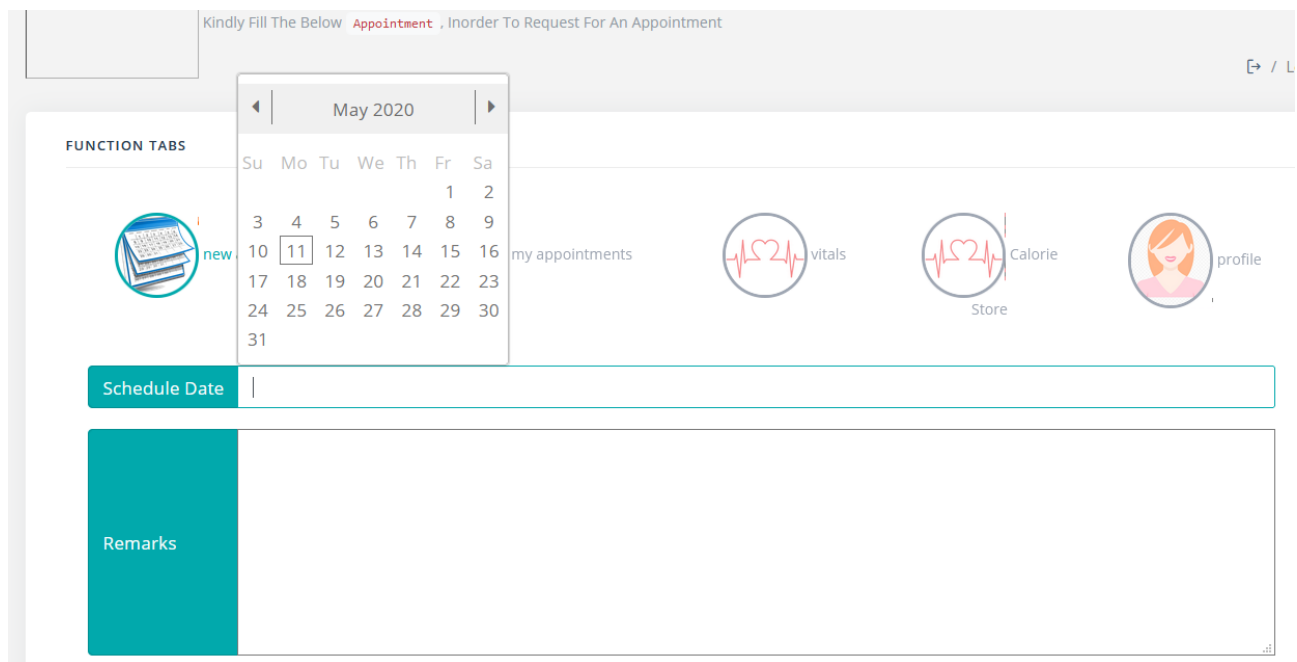 Kindly Fill The Below Appointment , Inorder To Request For An Appointment
/ L
May 2020
FUNCTION TABS
Su Mo Tu We Th Fr Sa
1 2
3 4 5 6 7 8 9
10 11 12 13 14 15 16
17 18 19 20 21 22 23
24 25 26 27 28 29 30
31
new
my appointments
vitals
Calorie
Store
profile
Schedule Date
Remarks